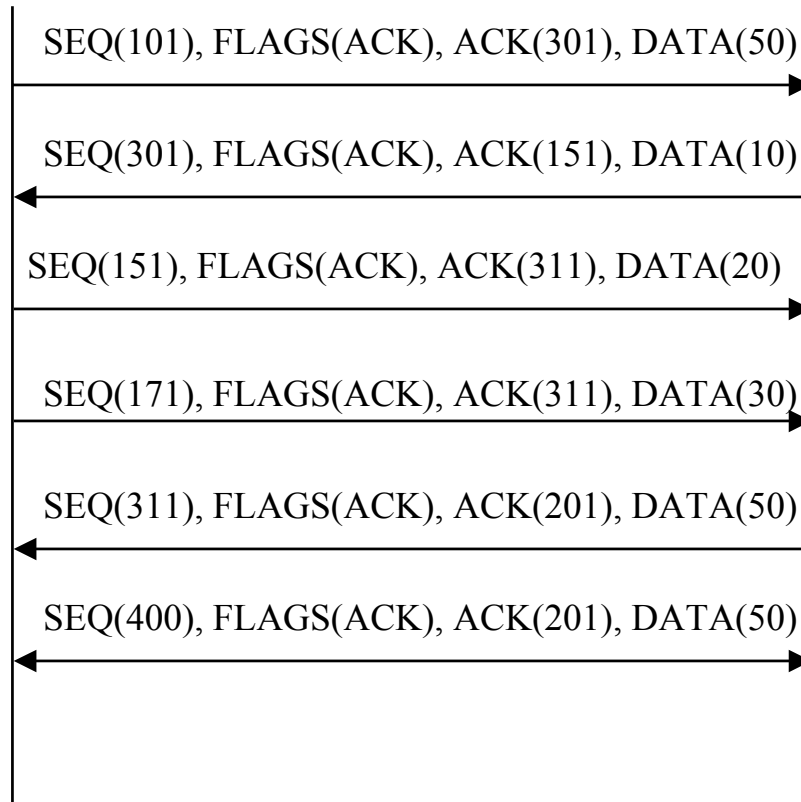 SEQ(101), FLAGS(ACK), ACK(301), DATA(50)
SEQ(301), FLAGS(ACK), ACK(151), DATA(10)
SEQ(151), FLAGS(ACK), ACK(311), DATA(20)
SEQ(171), FLAGS(ACK), ACK(311), DATA(30)
SEQ(311), FLAGS(ACK), ACK(201), DATA(50)
SEQ(400), FLAGS(ACK), ACK(201), DATA(50)